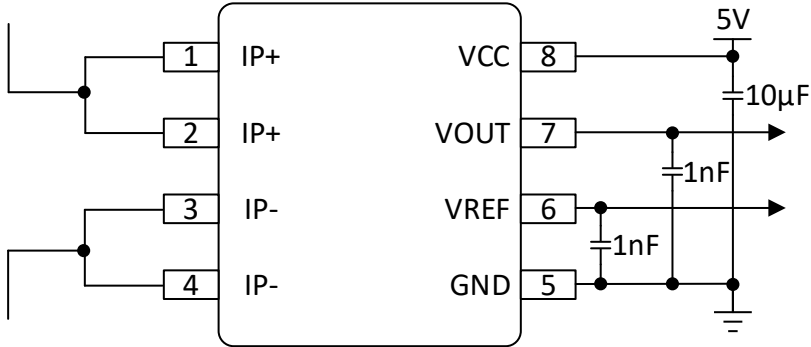 5V
1 IP+ VCC 8
10µF
2 IP+ VOUT 7
1nF
3 IP- VREF 6
1nF
4 IP- GND 5